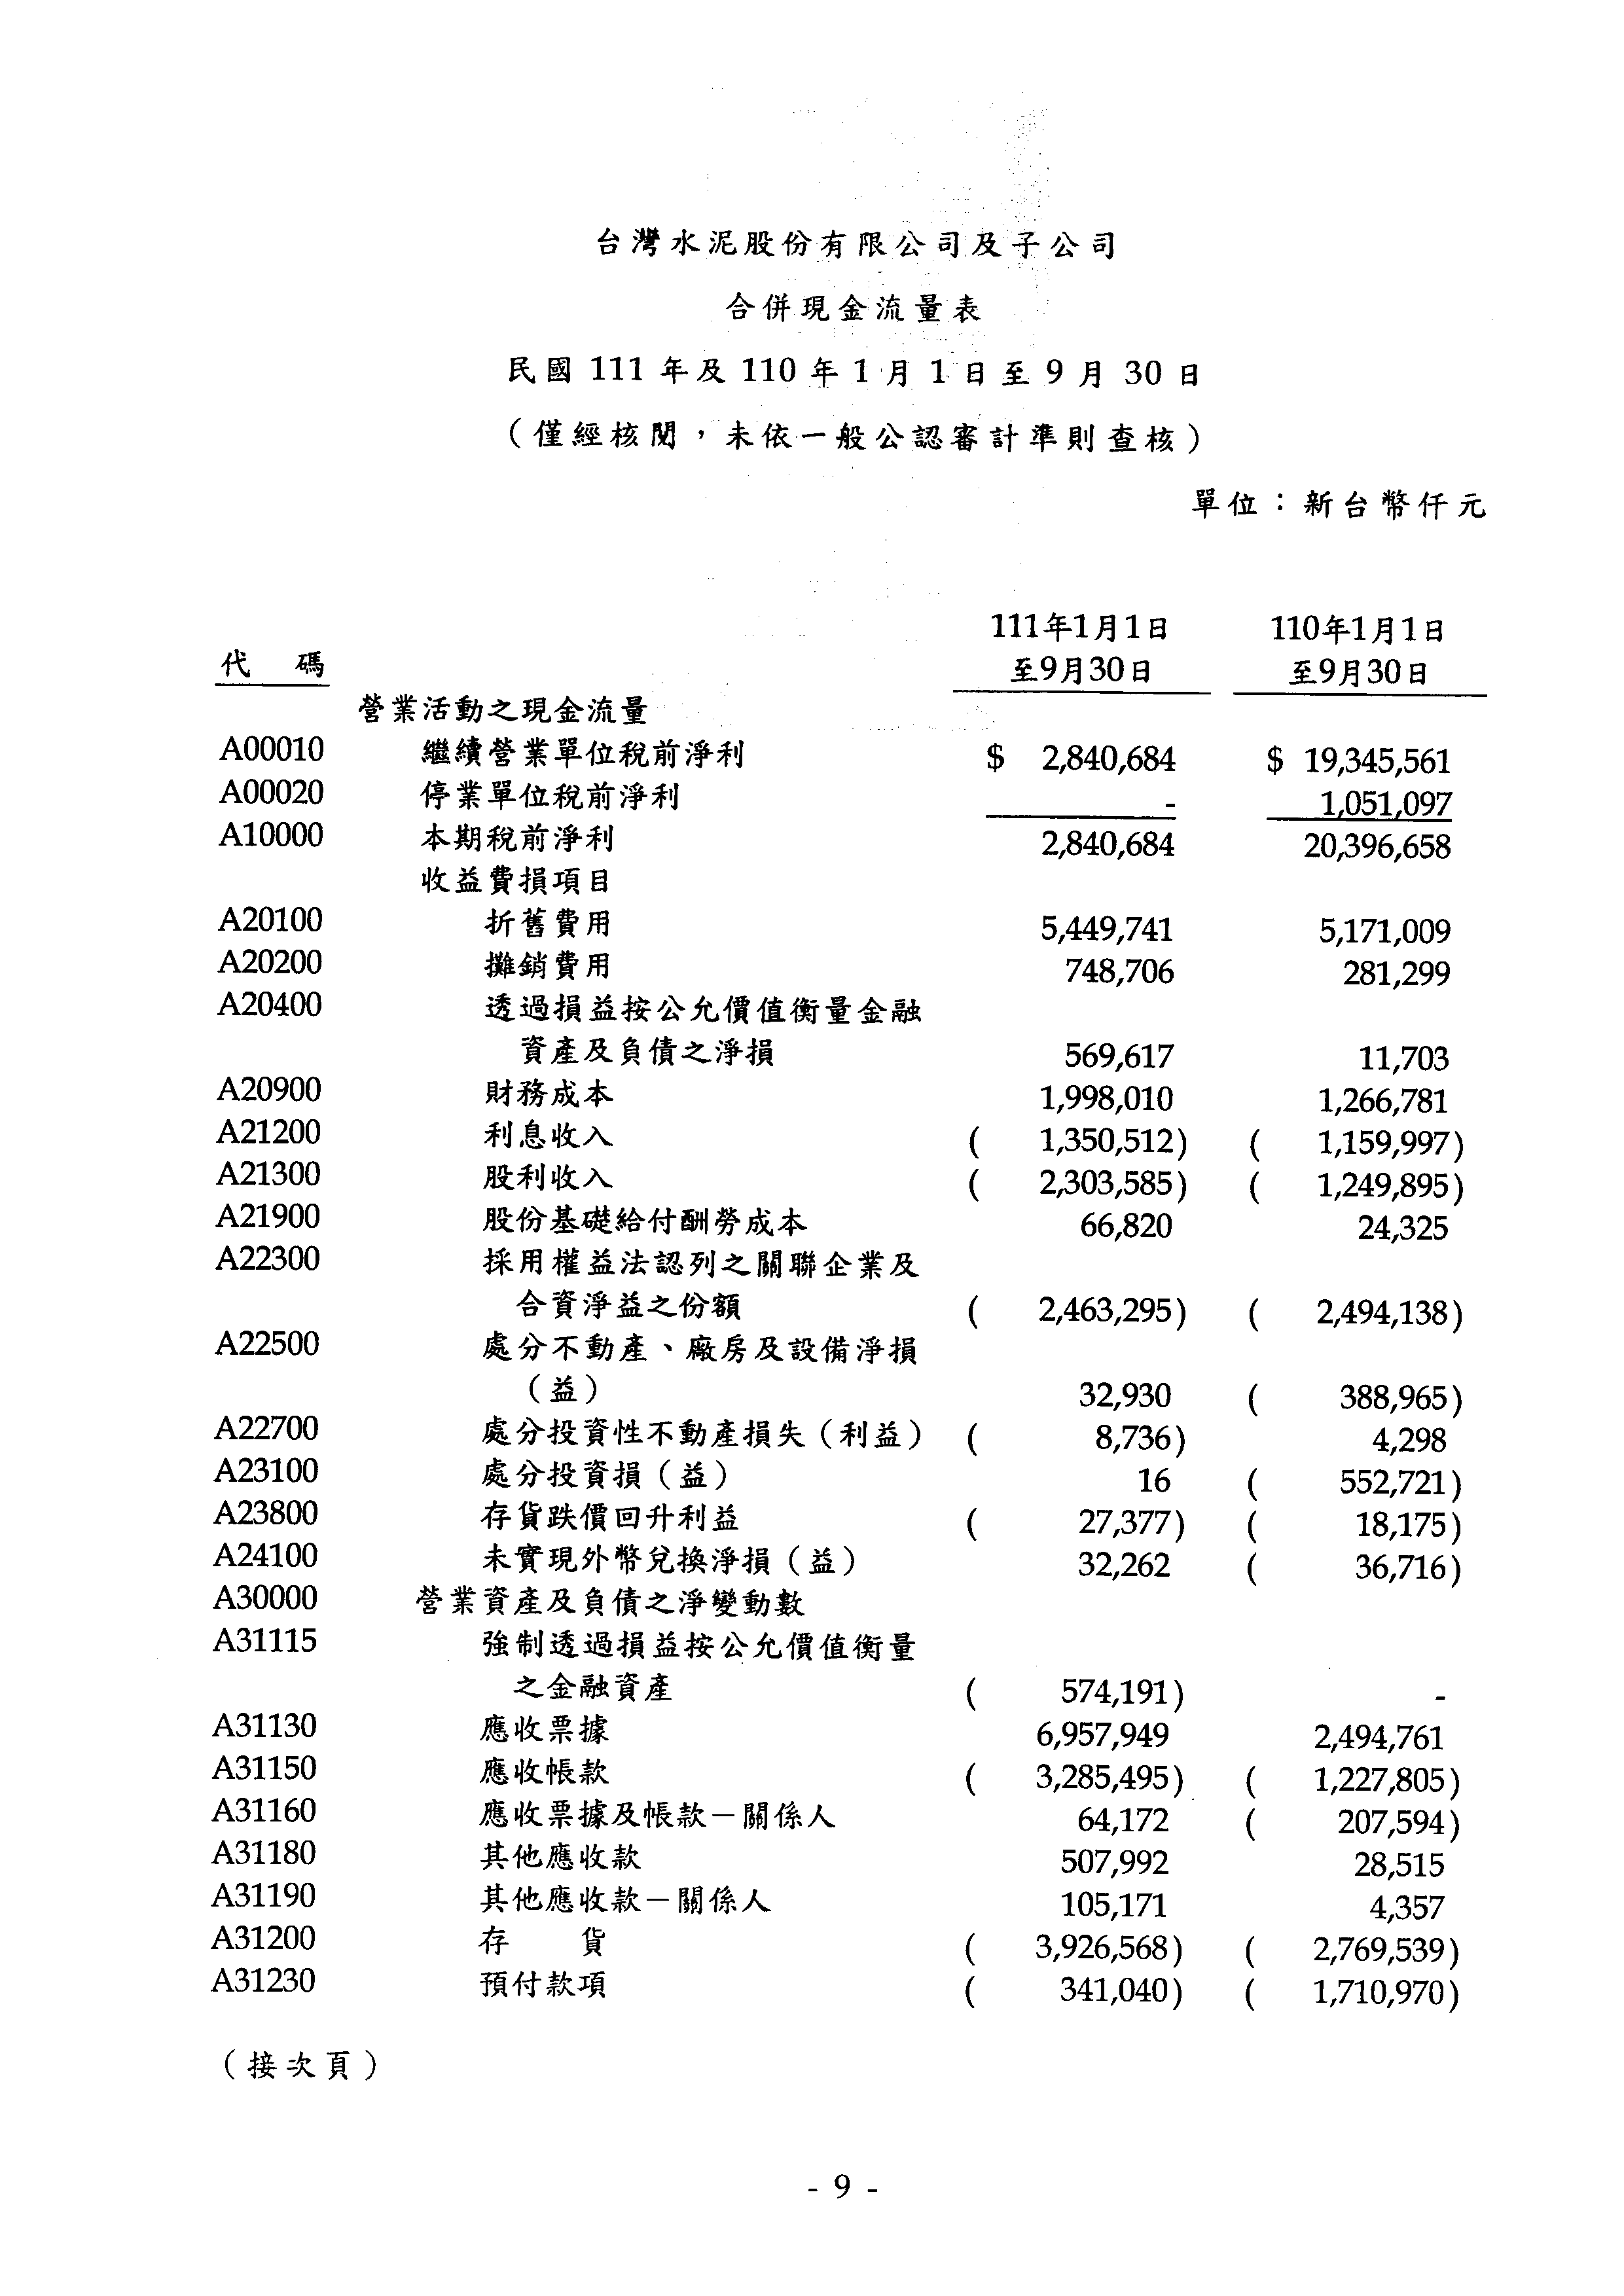 台灣水泥股份有限公司及子公司
合併現金流量表
民國 111 年及 110 年 1 月 1 日至 9 月 30 日
（僅經核閱，未依一般公認審計準則查核）
單位：新台幣仟元
代　碼　111年1月1日至9月30日　110年1月1日至9月30日
營業活動之現金流量
A00010 繼續營業單位稅前淨利 $ 2,840,684 $ 19,345,561
A00020 停業單位稅前淨利 - 1,051,097
A10000 本期稅前淨利 2,840,684 20,396,658
收益費損項目
A20100 折舊費用 5,449,741 5,171,009
A20200 攤銷費用 748,706 281,299
A20400 透過損益按公允價值衡量金融
資產及負債之淨損 569,617 11,703
A20900 財務成本 1,998,010 1,266,781
A21200 利息收入 ( 1,350,512) ( 1,159,997)
A21300 股利收入 ( 2,303,585) ( 1,249,895)
A21900 股份基礎給付酬勞成本 66,820 24,325
A22300 採用權益法認列之關聯企業及
合資淨益之份額 ( 2,463,295) ( 2,494,138)
A22500 處分不動產、廠房及設備淨損
（益） 32,930 ( 388,965)
A22700 處分投資性不動產損失（利益） ( 8,736) 4,298
A23100 處分投資損（益） 16 ( 552,721)
A23800 存貨跌價回升利益 ( 27,377) ( 18,175)
A24100 未實現外幣兌換淨損（益） 32,262 ( 36,716)
A30000 營業資產及負債之淨變動數
A31115 強制透過損益按公允價值衡量
之金融資產 ( 574,191) -
A31130 應收票據 6,957,949 2,494,761
A31150 應收帳款 ( 3,285,495) ( 1,227,805)
A31160 應收票據及帳款－關係人 64,172 ( 207,594)
A31180 其他應收款 507,992 28,515
A31190 其他應收款－關係人 105,171 4,357
A31200 存　　貨 ( 3,926,568) ( 2,769,539)
A31230 預付款項 ( 341,040) ( 1,710,970)
（接次頁）
- 9 -